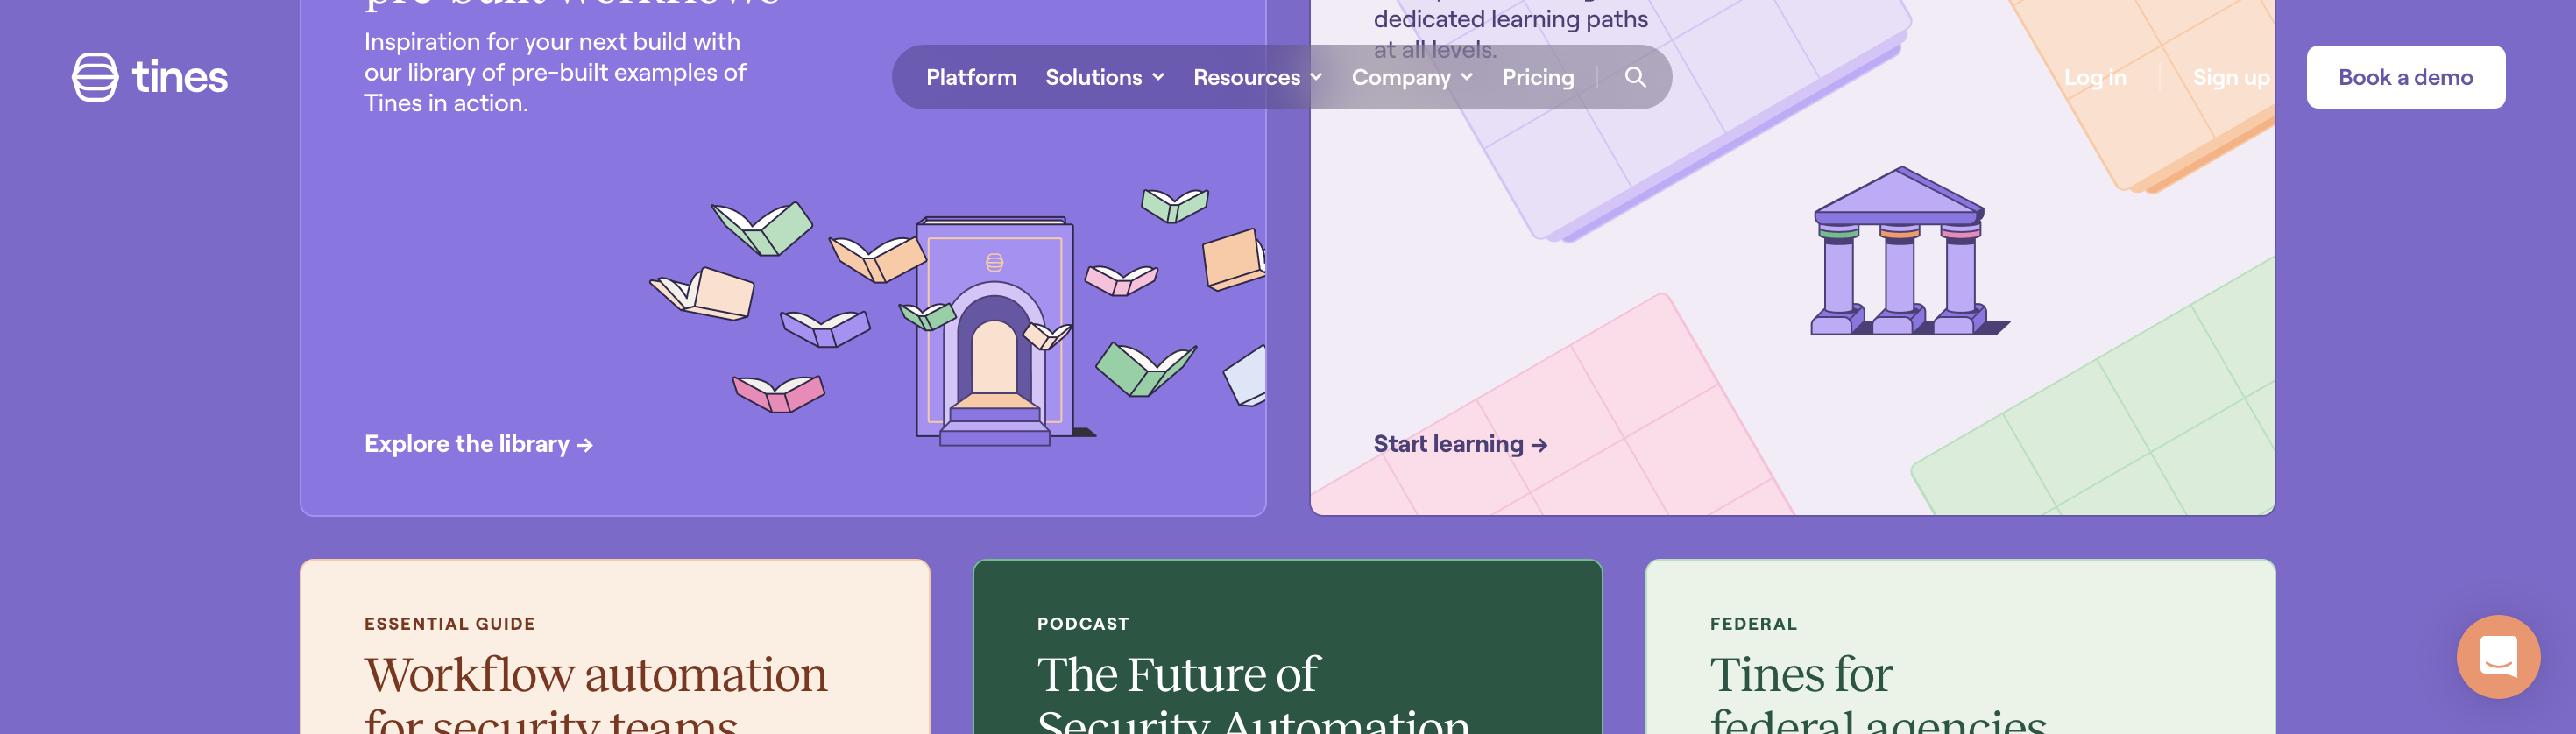 pre-built workflows
Inspiration for your next build with
our library of pre-built examples of
Tines in action.
Explore the library →
dedicated learning paths
at all levels.
Start learning →
tines
Platform
Solutions
Resources
Company
Pricing
Log in
Sign up
Book a demo
ESSENTIAL GUIDE
Workflow automation
for security teams
PODCAST
The Future of
Security Automation
FEDERAL
Tines for
federal agencies